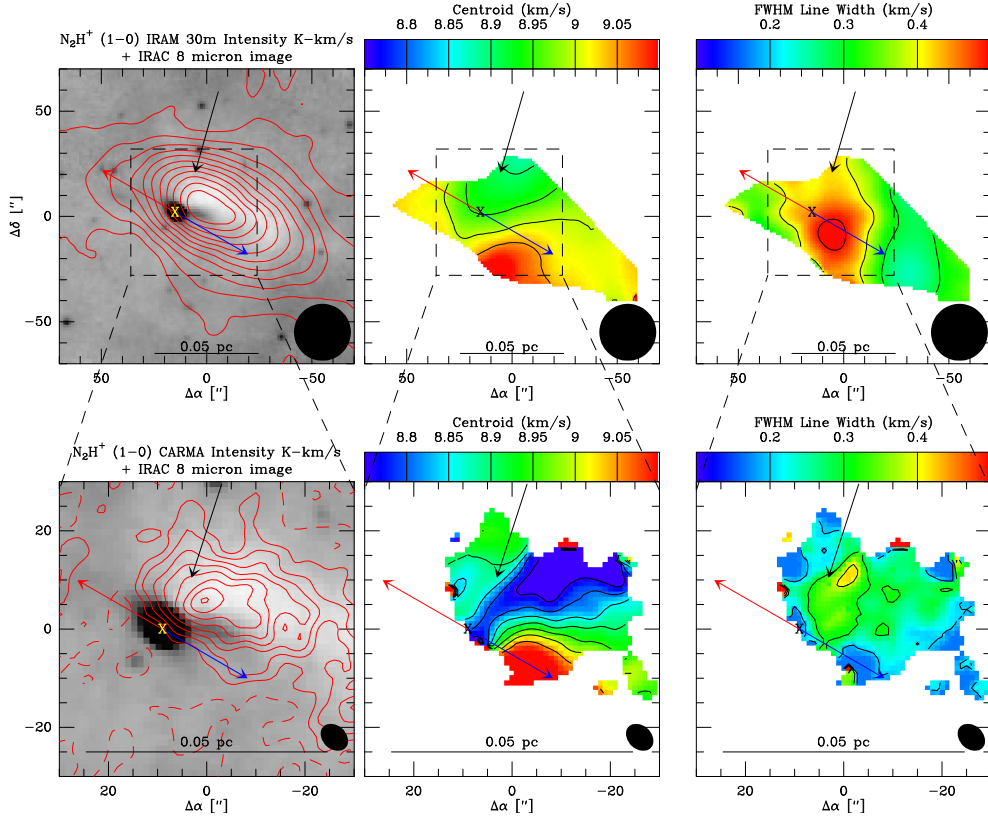 N₂H⁺ (1-0) IRAM 30m Intensity K-km/s
+ IRAC 8 micron image
Centroid (km/s)
8.8 8.85 8.9 8.95 9 9.05
FWHM Line Width (km/s)
0.2 0.3 0.4
50
0
-50
Δδ ["]
X
X
X
0.05 pc
0.05 pc
0.05 pc
50 0 -50
50 0 -50
50 0 -50
Δα ["]
Δα ["]
Δα ["]
N₂H⁺ (1-0) CARMA Intensity K-km/s
+ IRAC 8 micron image
Centroid (km/s)
8.8 8.85 8.9 8.95 9 9.05
FWHM Line Width (km/s)
0.2 0.3 0.4
20
0
-20
Δδ ["]
X
X
X
0.05 pc
0.05 pc
0.05 pc
20 0 -20
20 0 -20
20 0 -20
Δα ["]
Δα ["]
Δα ["]